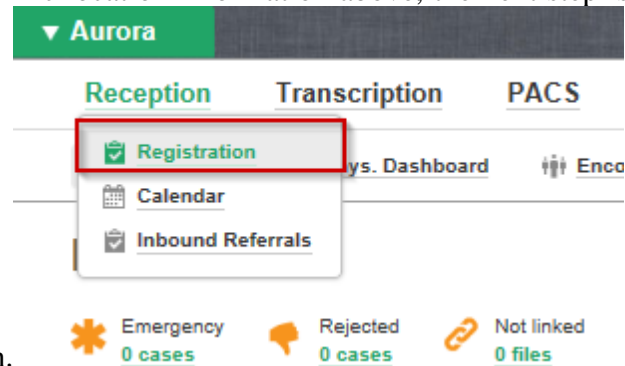 ▼ Aurora
Reception Transcription PACS
Registration
ys. Dashboard Enco
Calendar
Inbound Referrals
Emergency Rejected Not linked
0 cases 0 cases 0 files